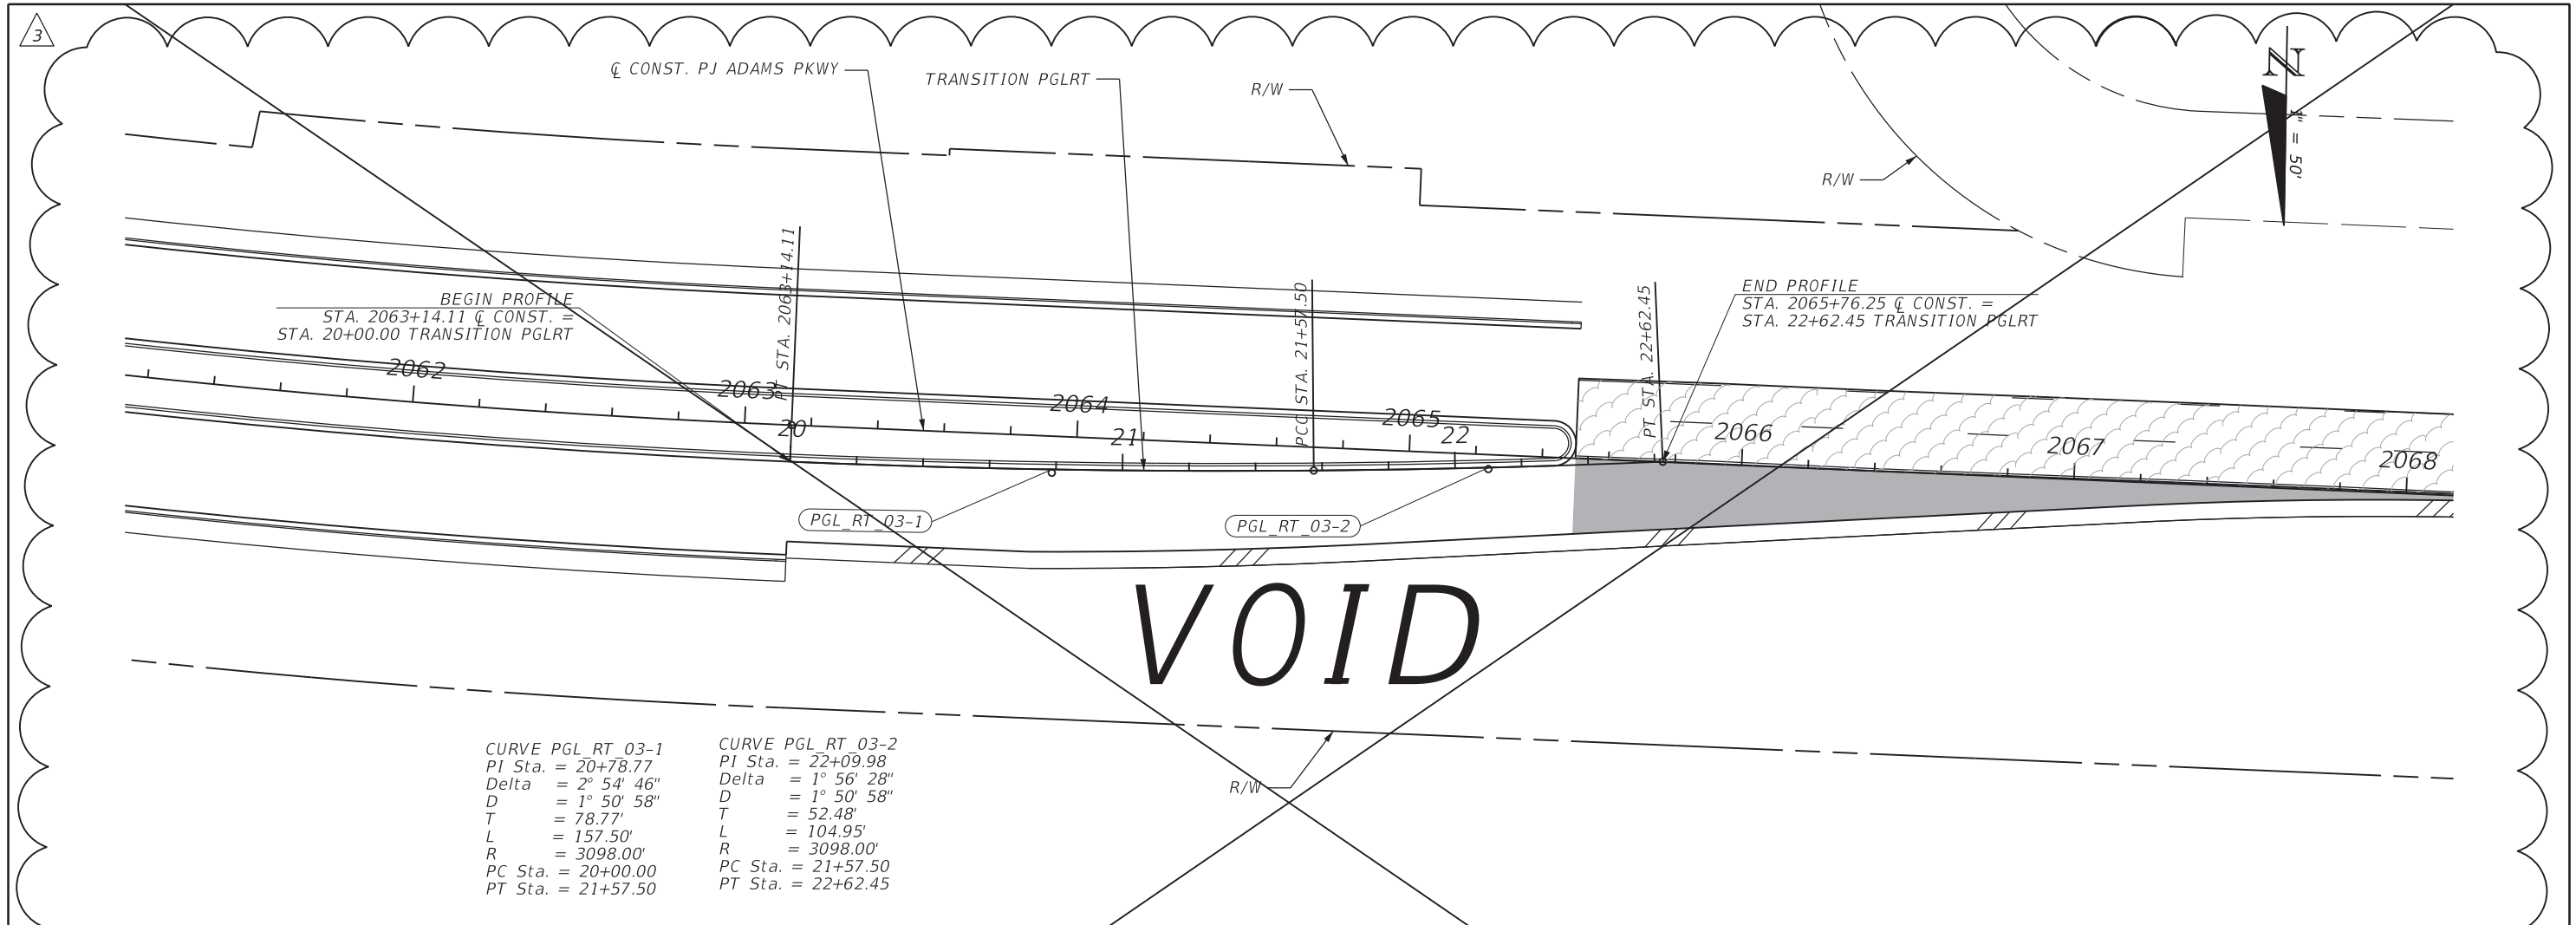 3
℄ CONST. PJ ADAMS PKWY
TRANSITION PGLRT
R/W
R/W
N
1" = 50'
BEGIN PROFILE
STA. 2063+14.11 ℄ CONST. =
STA. 20+00.00 TRANSITION PGLRT
PT STA. 2063+14.11
PCC STA. 21+57.50
PT STA. 22+62.45
END PROFILE
STA. 2065+76.25 ℄ CONST. =
STA. 22+62.45 TRANSITION PGLRT
2062
2063
2064
2065
2066
2067
2068
20
21
22
PGL_RT_03-1
PGL_RT_03-2
VOID
R/W
CURVE PGL_RT_03-1
PI Sta. = 20+78.77
Delta = 2° 54' 46"
D = 1° 50' 58"
T = 78.77'
L = 157.50'
R = 3098.00'
PC Sta. = 20+00.00
PT Sta. = 21+57.50
CURVE PGL_RT_03-2
PI Sta. = 22+09.98
Delta = 1° 56' 28"
D = 1° 50' 58"
T = 52.48'
L = 104.95'
R = 3098.00'
PC Sta. = 21+57.50
PT Sta. = 22+62.45